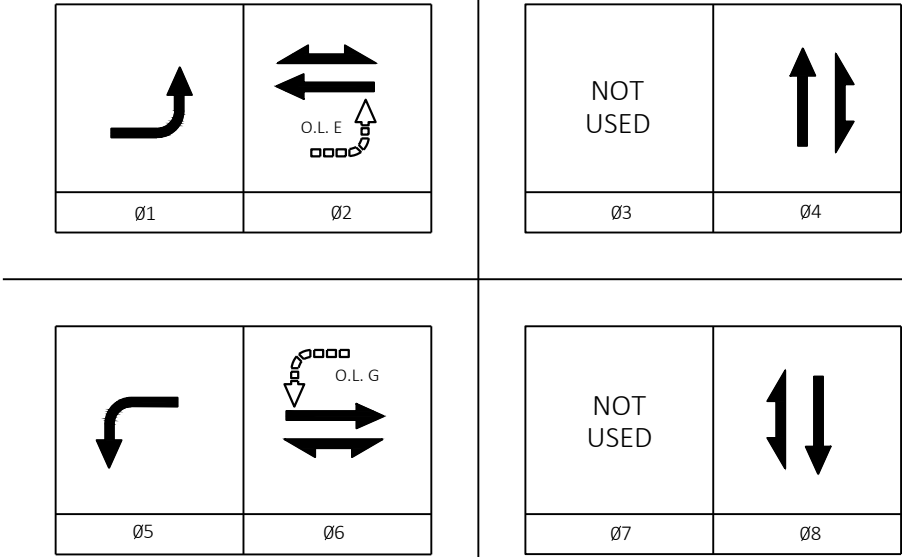 O.L. E
Ø1
Ø2
NOT
USED
Ø3
Ø4
O.L. G
Ø5
Ø6
NOT
USED
Ø7
Ø8